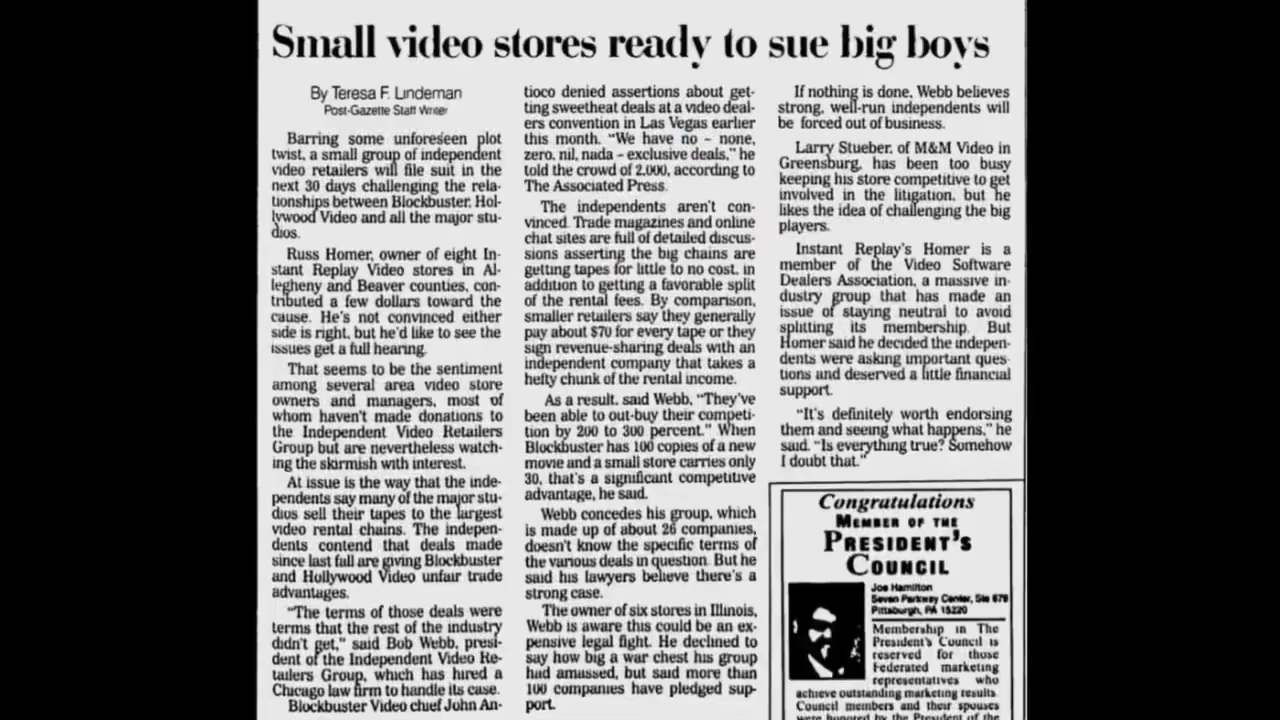 Small video stores ready to sue big boys
By Teresa F. Lindeman
Post-Gazette Staff Writer
Barring some unforeseen plot
twist, a small group of independent
video retailers will file suit in the
next 30 days challenging the rela-
tionships between Blockbuster, Hol-
lywood Video and all the major stu-
dios.
Russ Homer, owner of eight In-
stant Replay Video stores in Al-
legheny and Beaver counties, con-
tributed a few dollars toward the
cause. He's not convinced either
side is right, but he'd like to see the
issues get a full hearing.
That seems to be the sentiment
among several area video store
owners and managers, most of
whom haven't made donations to
the Independent Video Retailers
Group but are nevertheless watch-
ing the skirmish with interest.
At issue is the way that the inde-
pendents say many of the major stu-
dios sell their tapes to the largest
video rental chains. The indepen-
dents contend that deals made
since last fall are giving Blockbuster
and Hollywood Video unfair trade
advantages.
"The terms of those deals were
terms that the rest of the industry
didn't get," said Bob Webb, presi-
dent of the Independent Video Re-
tailers Group, which has hired a
Chicago law firm to handle its case.
Blockbuster Video chief John An-
tioco denied assertions about get-
ting sweetheat deals at a video deal-
ers convention in Las Vegas earlier
this month. "We have no – none,
zero, nil, nada – exclusive deals," he
told the crowd of 2,000, according to
The Associated Press.
The independents aren't con-
vinced. Trade magazines and online
chat sites are full of detailed discus-
sions asserting the big chains are
getting tapes for little to no cost, in
addition to getting a favorable split
of the rental fees. By comparison,
smaller retailers say they generally
pay about $70 for every tape or they
sign revenue-sharing deals with an
independent company that takes a
hefty chunk of the rental income.
As a result, said Webb, "They've
been able to out-buy their competi-
tion by 200 to 300 percent." When
Blockbuster has 100 copies of a new
movie and a small store carries only
30, that's a significant competitive
advantage, he said.
Webb concedes his group, which
is made up of about 26 companies,
doesn't know the specific terms of
the various deals in question. But he
said his lawyers believe there's a
strong case.
The owner of six stores in Illinois,
Webb is aware this could be an ex-
pensive legal fight. He declined to
say how big a war chest his group
had amassed, but said more than
100 companies have pledged sup-
port.
If nothing is done, Webb believes
strong, well-run independents will
be forced out of business.
Larry Stueber, of M&M Video in
Greensburg, has been too busy
keeping his store competitive to get
involved in the litigation, but he
likes the idea of challenging the big
players.
Instant Replay's Homer is a
member of the Video Software
Dealers Association, a massive in-
dustry group that has made an
issue of staying neutral to avoid
splitting its membership. But
Homer said he decided the indepen-
dents were asking important ques-
tions and deserved a little financial
support.
"It's definitely worth endorsing
them and seeing what happens," he
said. "Is everything true? Somehow
I doubt that."
Congratulations
MEMBER OF THE
PRESIDENT'S
COUNCIL
Joe Hamilton
Seven Parkway Center, Ste 679
Pittsburgh, PA 15220
Membership in The
President's Council is
reserved for those
Federated marketing
representatives who
achieve outstanding marketing results.
Council members and their spouses
were honored by the President of the